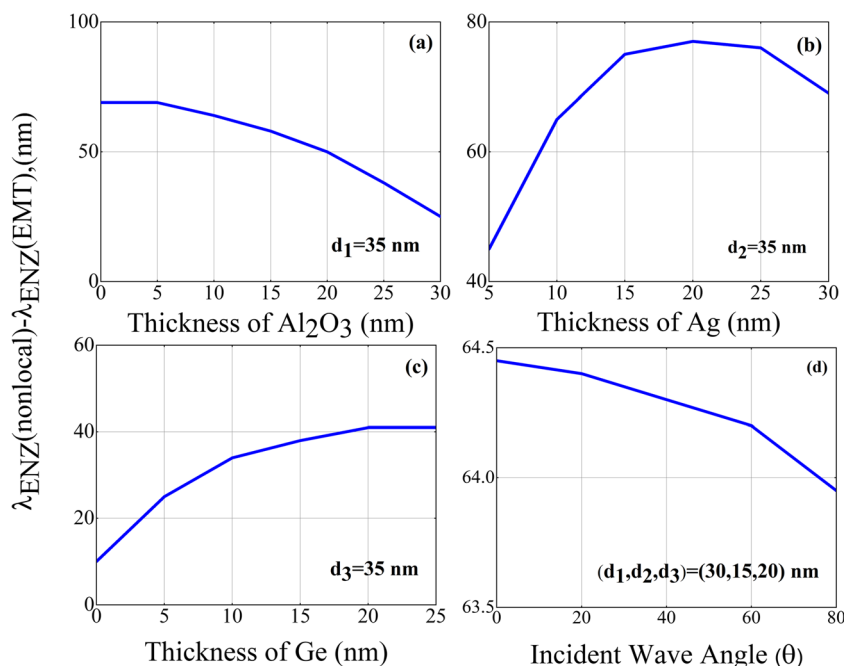 λENZ(nonlocal)-λENZ(EMT),(nm)
100
50
0
(a)
d1=35 nm
0 5 10 15 20 25 30
Thickness of Al2O3 (nm)
80
60
40
(b)
d2=35 nm
5 10 15 20 25 30
Thickness of Ag (nm)
60
40
20
0
(c)
d3=35 nm
0 5 10 15 20 25
Thickness of Ge (nm)
64.5
64.0
63.5
(d)
(d1,d2,d3)=(30,15,20) nm
0 20 40 60 80
Incident Wave Angle (θ)